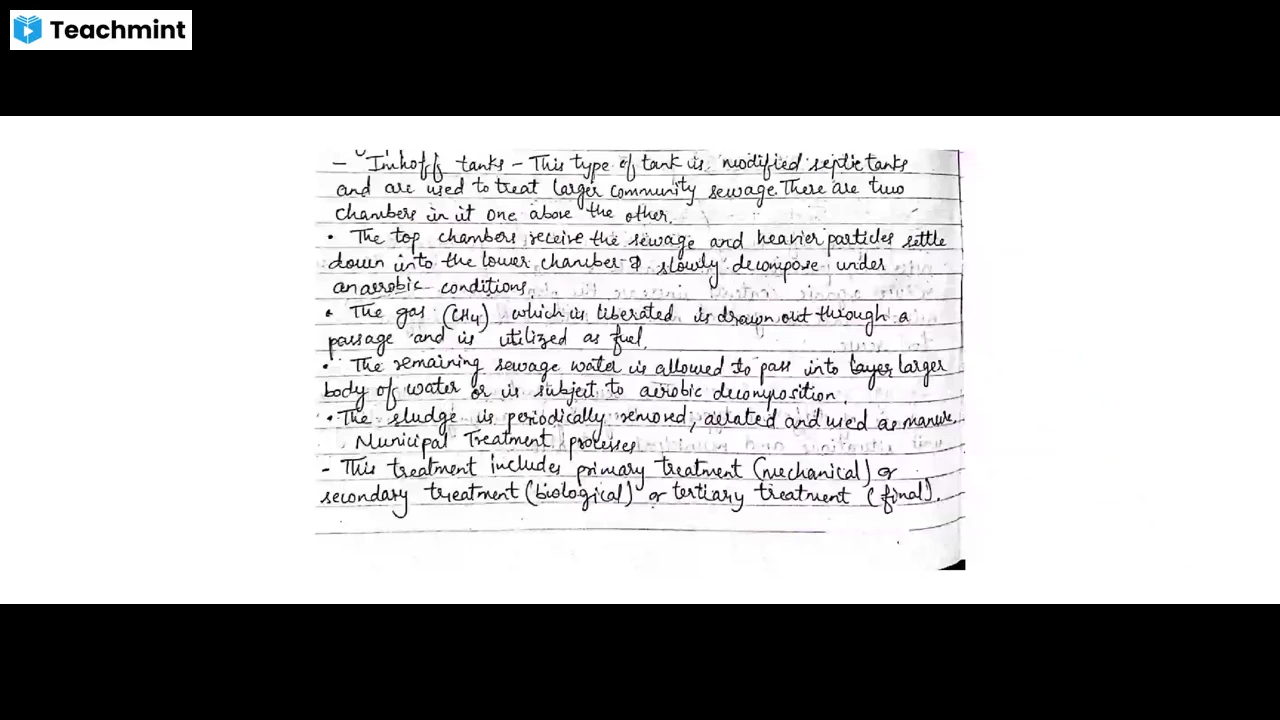 Teachmint
- Imhoff tanks - This type of tank is modified septic tanks
and are used to treat larger community sewage. There are two
chambers in it one above the other.
• The top chambers receive the sewage and heavier particles settle
down into the lower chamber & slowly decompose under
anaerobic conditions.
• The gas (CH4) which is liberated is drawn out through a
passage and is utilized as fuel.
• The remaining sewage water is allowed to pass into layer larger
body of water or is subject to aerobic decomposition.
• The sludge is periodically removed, aerated and used as manure.
Municipal Treatment processes
- This treatment includes primary treatment (mechanical) or
secondary treatment (biological) or tertiary treatment (final).